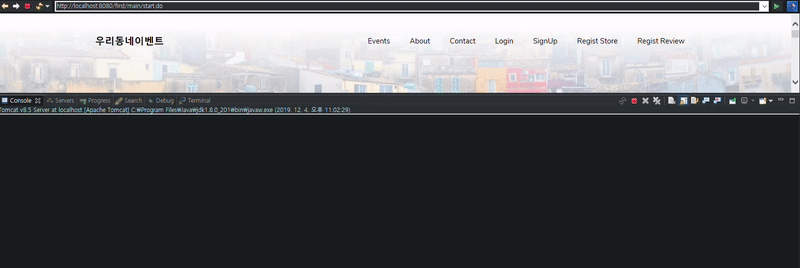 http://localhost:8080/first/main/start.do
우리동네이벤트 Events About Contact Login SignUp Regist Store Regist Review
Console Servers Progress Search Debug Terminal
Tomcat v8.5 Server at localhost [Apache Tomcat] C:₩Program Files₩Java₩jdk1.8.0_201₩bin₩javaw.exe (2019. 12. 4. 오후 11:02:29)